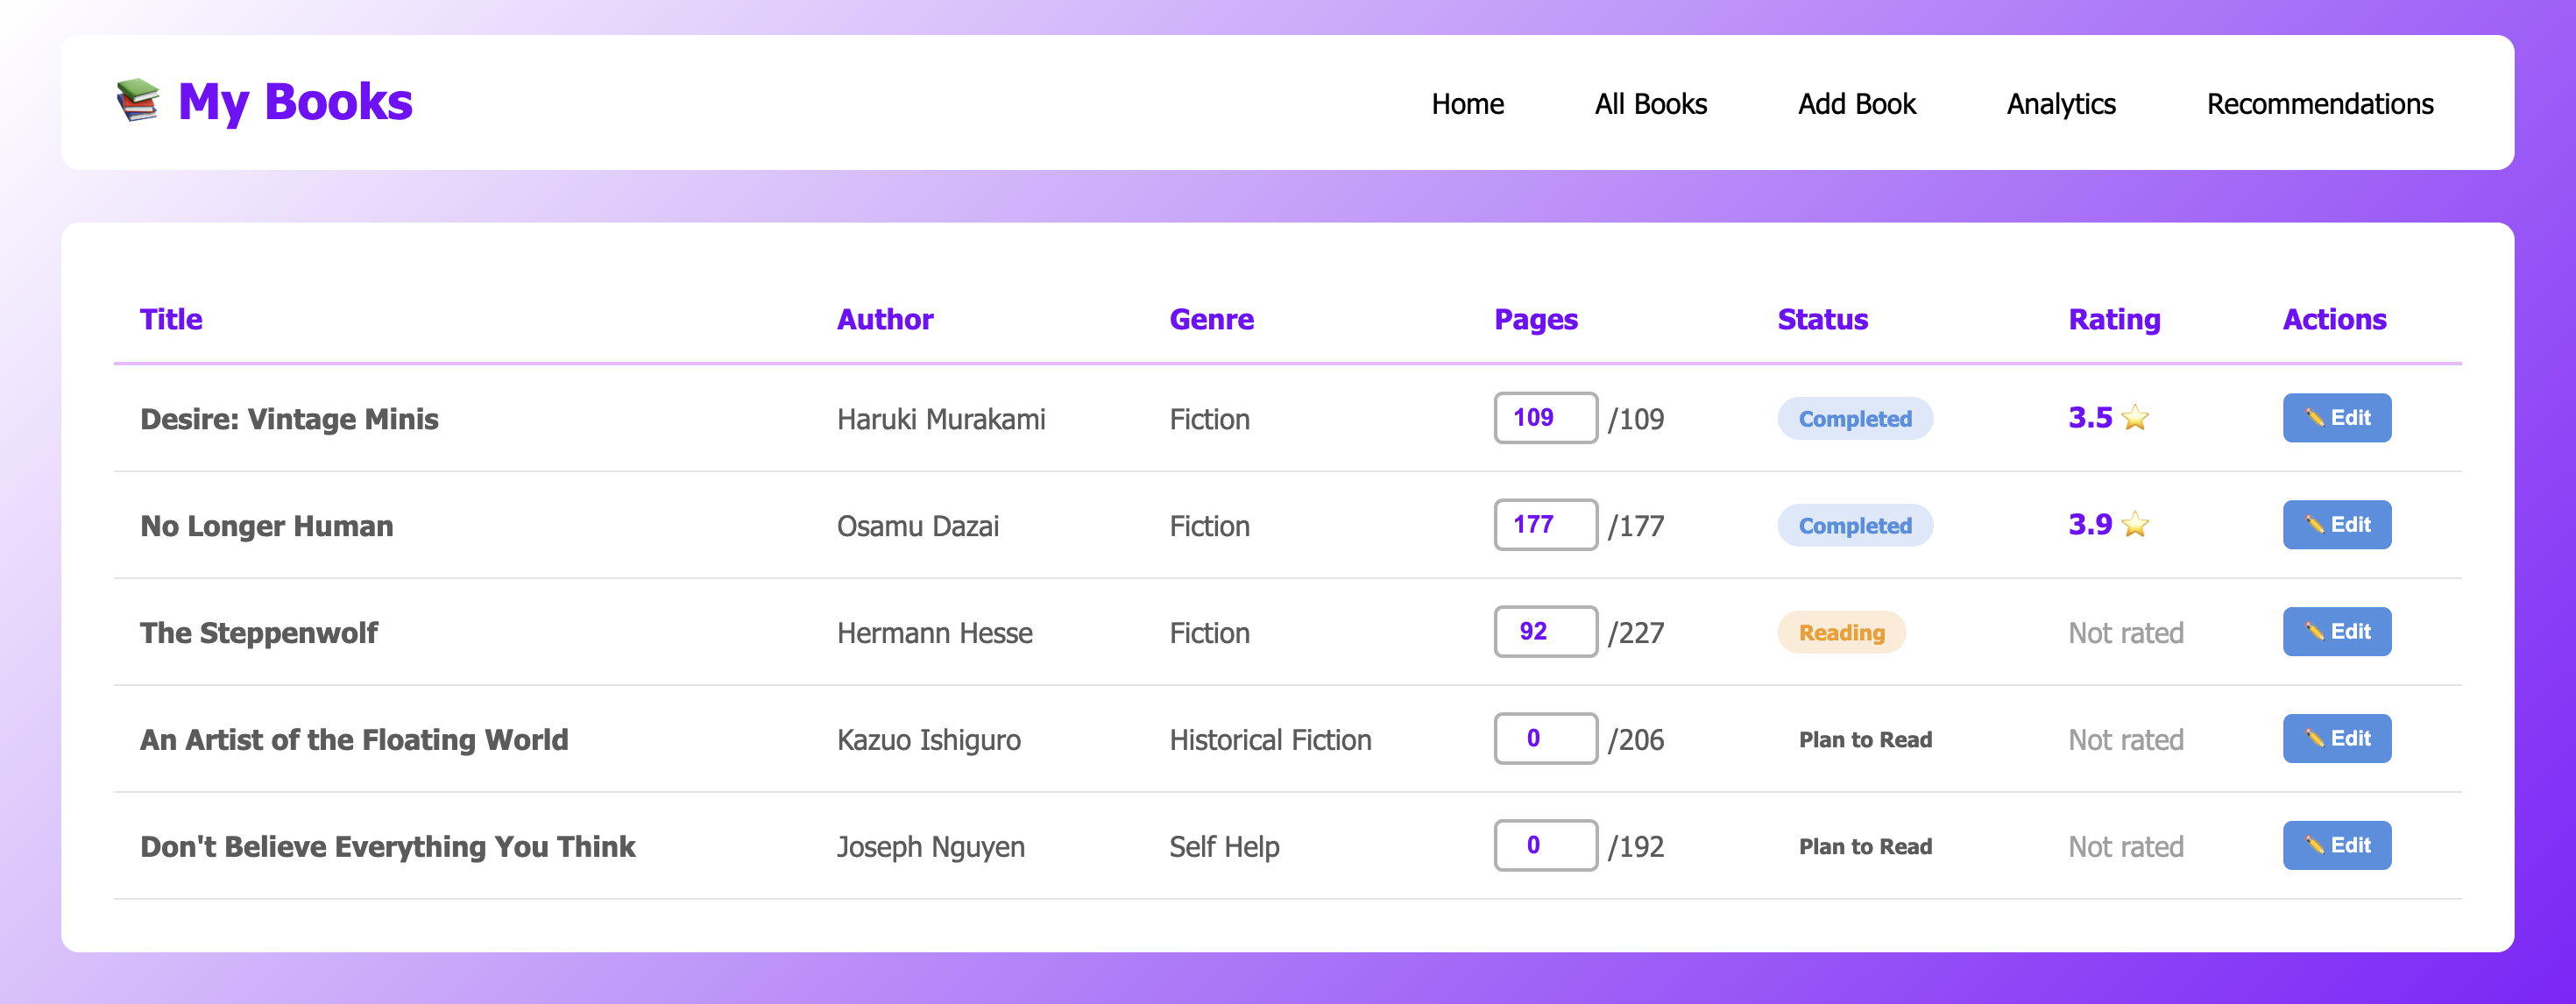 My Books
Home All Books Add Book Analytics Recommendations
Title Author Genre Pages Status Rating Actions
Desire: Vintage Minis Haruki Murakami Fiction 109 /109 Completed 3.5 ⭐ ✏️ Edit
No Longer Human Osamu Dazai Fiction 177 /177 Completed 3.9 ⭐ ✏️ Edit
The Steppenwolf Hermann Hesse Fiction 92 /227 Reading Not rated ✏️ Edit
An Artist of the Floating World Kazuo Ishiguro Historical Fiction 0 /206 Plan to Read Not rated ✏️ Edit
Don't Believe Everything You Think Joseph Nguyen Self Help 0 /192 Plan to Read Not rated ✏️ Edit